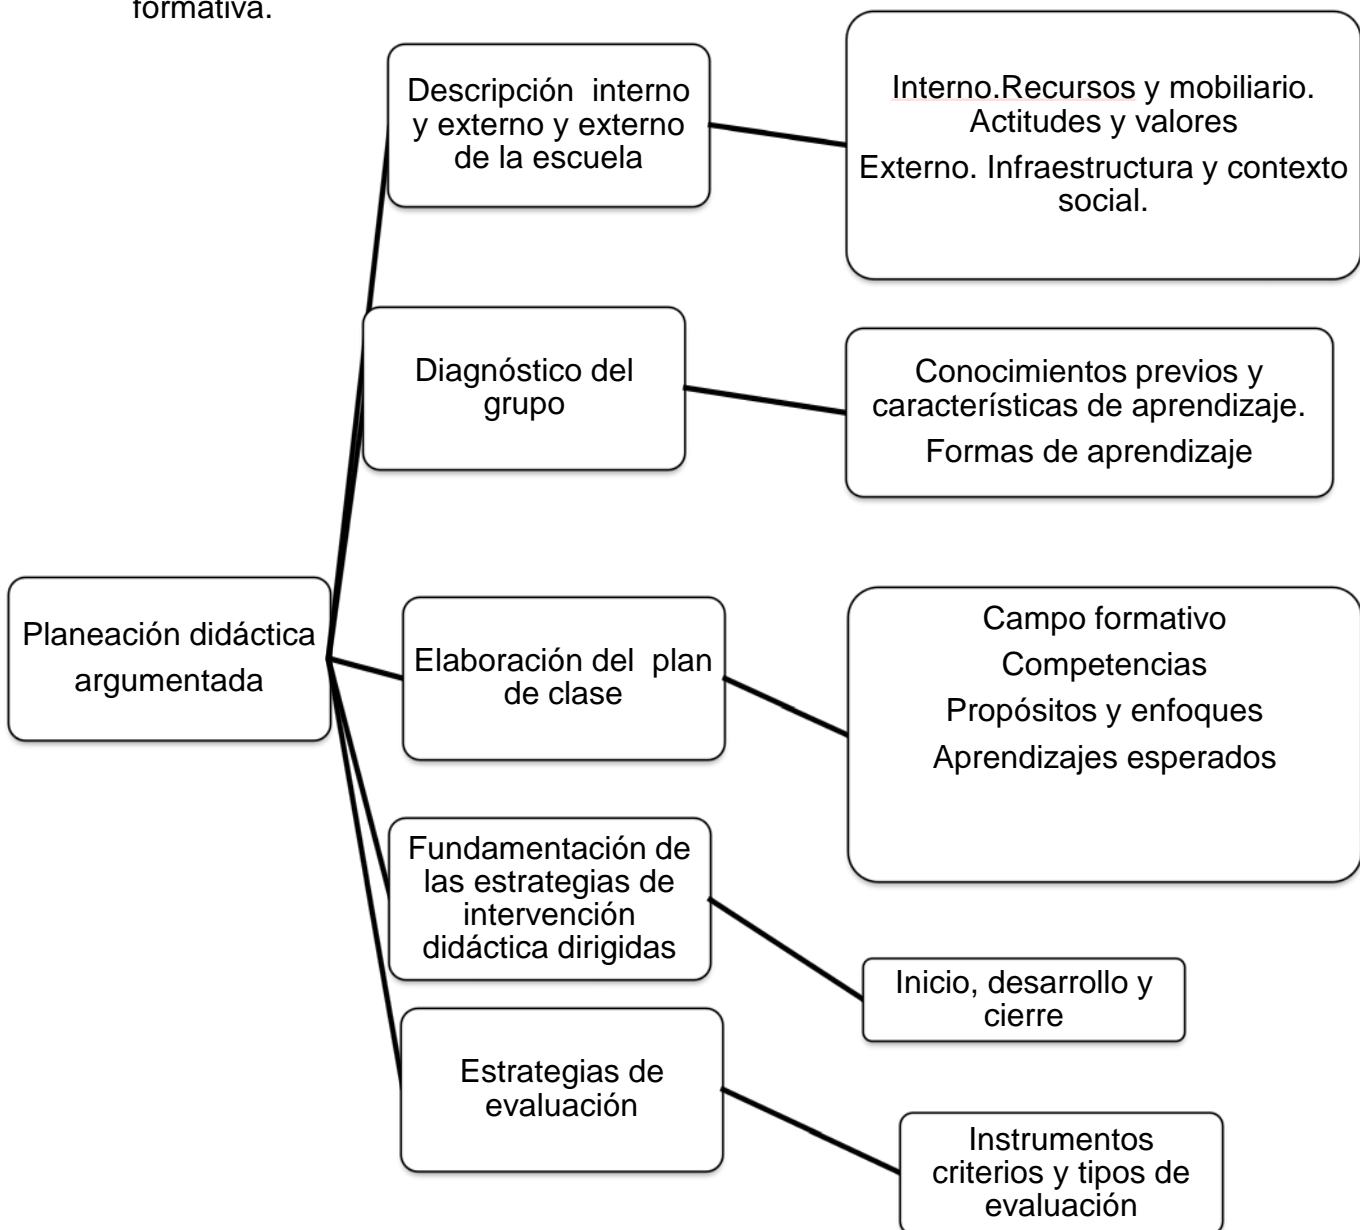 formativa.
Descripción interno
y externo y externo
de la escuela
Interno.Recursos y mobiliario.
Actitudes y valores
Externo. Infraestructura y contexto
social.
Diagnóstico del
grupo
Conocimientos previos y
características de aprendizaje.
Formas de aprendizaje
Planeación didáctica
argumentada
Elaboración del plan
de clase
Campo formativo
Competencias
Propósitos y enfoques
Aprendizajes esperados
Fundamentación de
las estrategias de
intervención
didáctica dirigidas
Inicio, desarrollo y
cierre
Estrategias de
evaluación
Instrumentos
criterios y tipos de
evaluación